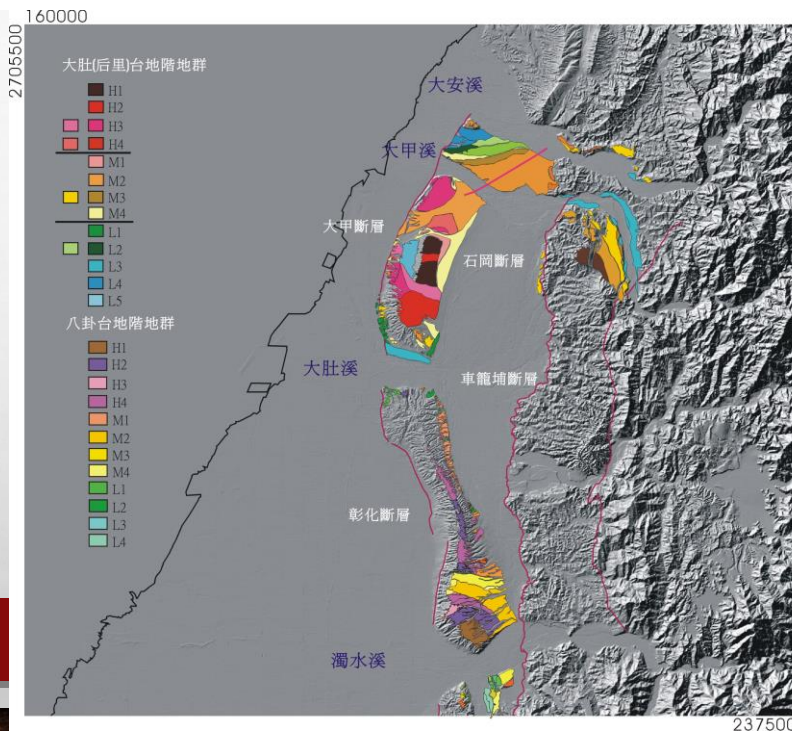 160000
2705500
大肚(后里)台地階地群
H1
H2
H3
H4
M1
M2
M3
M4
L1
L2
L3
L4
L5
八卦台地階地群
H1
H2
H3
H4
M1
M2
M3
M4
L1
L2
L3
L4
大安溪
大甲溪
大甲斷層
石岡斷層
大肚溪
車籠埔斷層
彰化斷層
濁水溪
237500